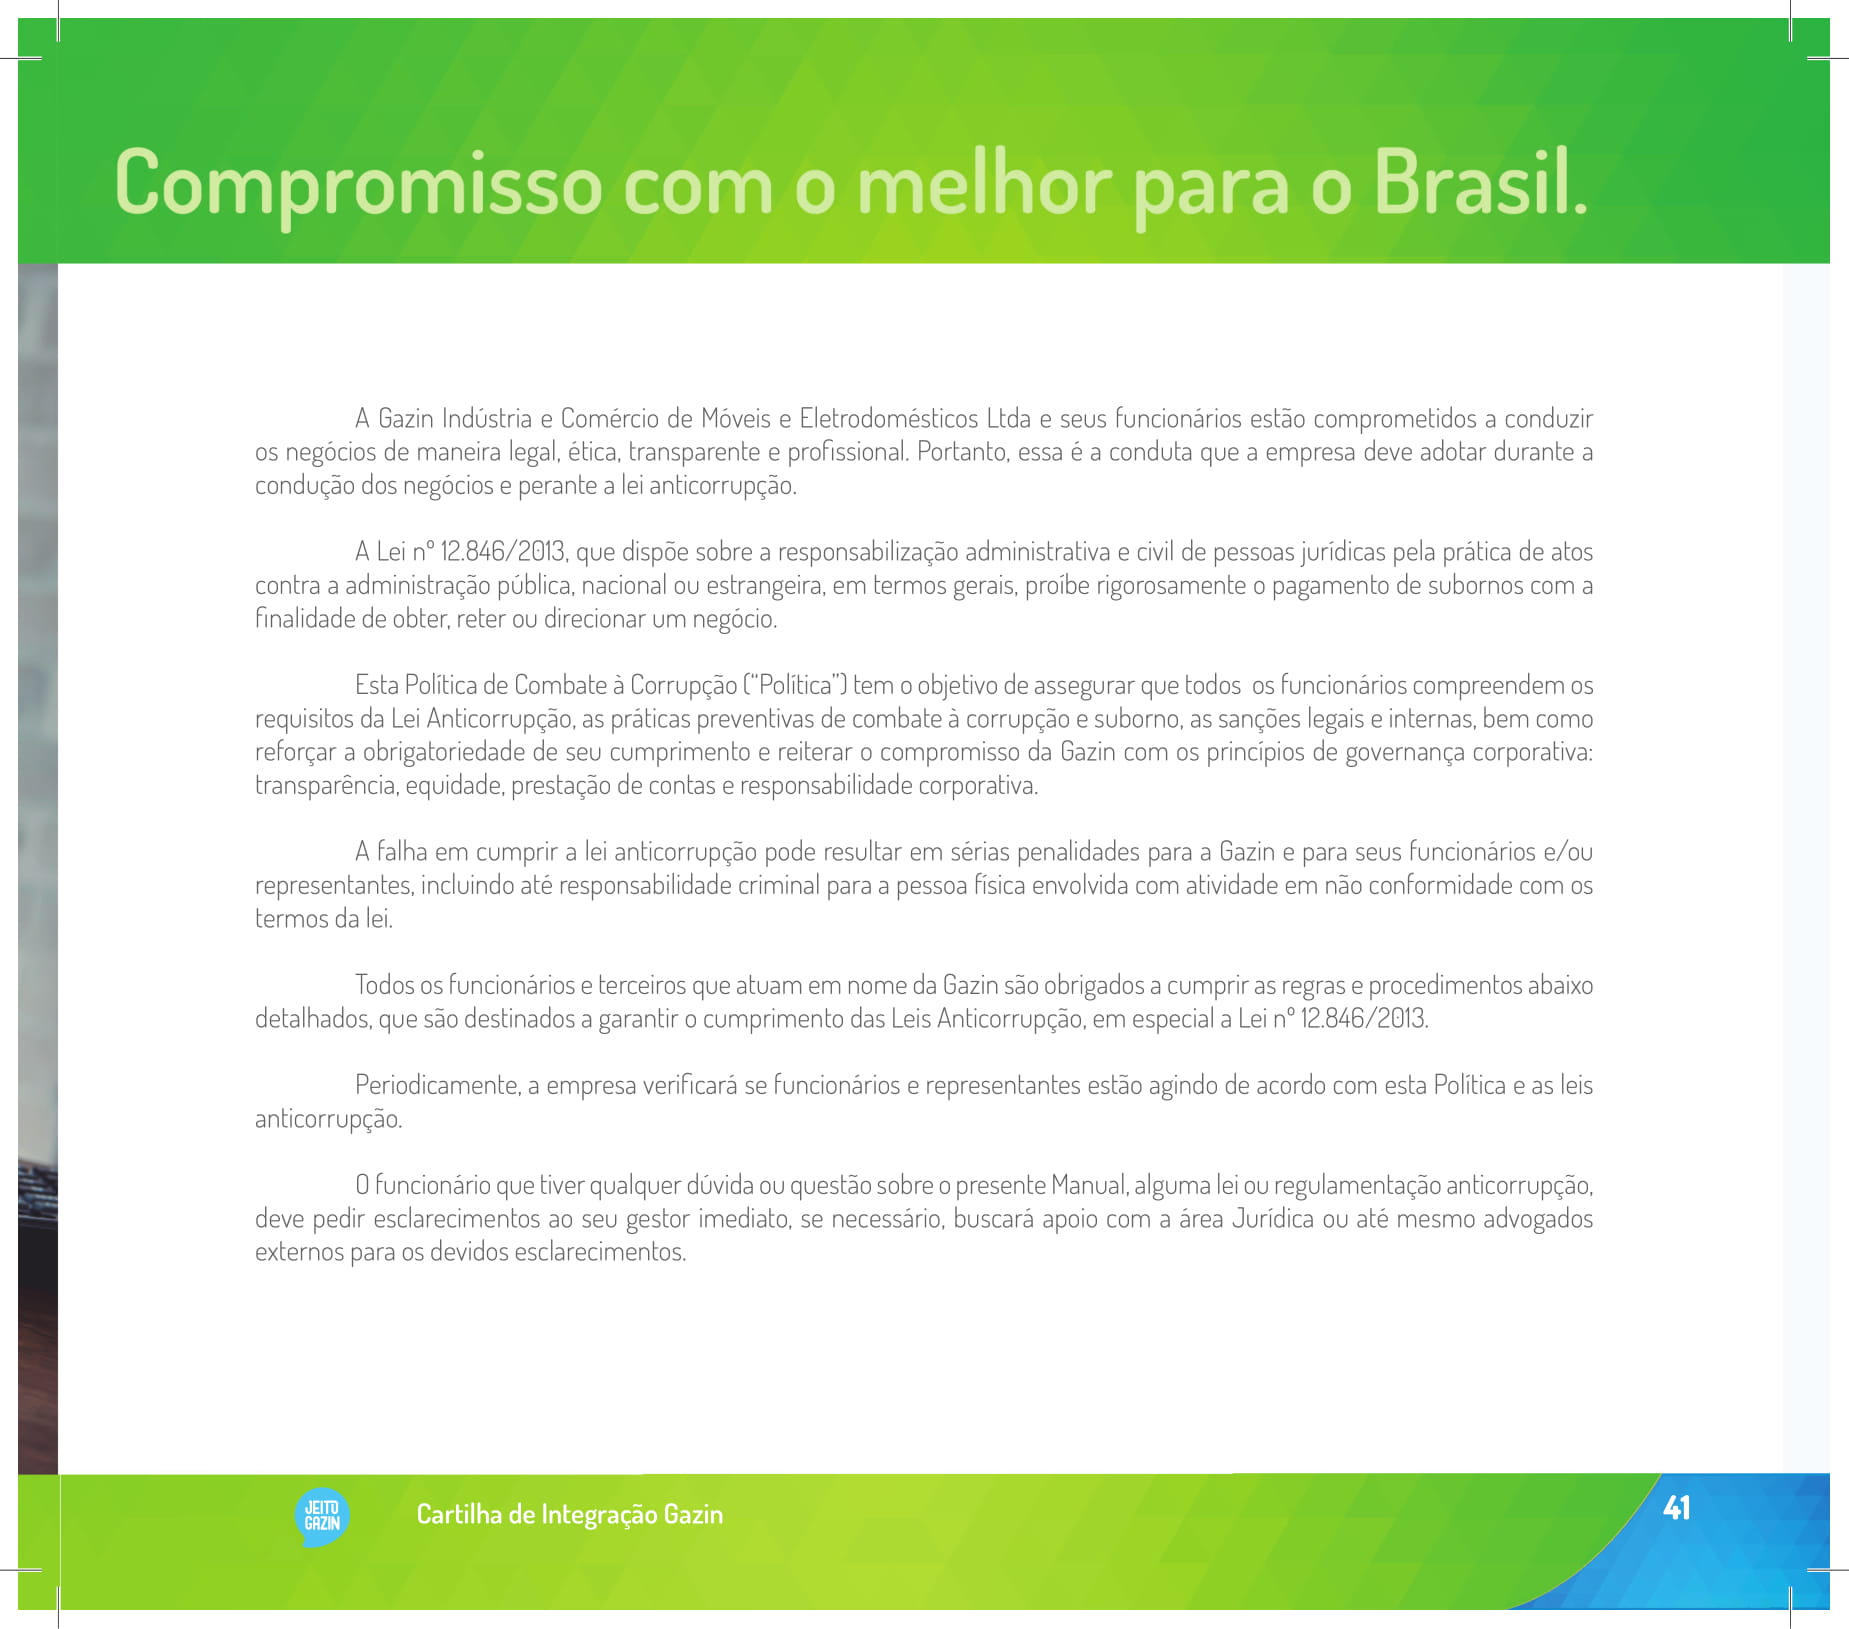 Compromisso com o melhor para o Brasil.
A Gazin Indústria e Comércio de Móveis e Eletrodomésticos Ltda e seus funcionários estão comprometidos a conduzir
os negócios de maneira legal, ética, transparente e profissional. Portanto, essa é a conduta que a empresa deve adotar durante a
condução dos negócios e perante a lei anticorrupção.
A Lei nº 12.846/2013, que dispõe sobre a responsabilização administrativa e civil de pessoas jurídicas pela prática de atos
contra a administração pública, nacional ou estrangeira, em termos gerais, proíbe rigorosamente o pagamento de subornos com a
finalidade de obter, reter ou direcionar um negócio.
Esta Política de Combate à Corrupção (“Política”) tem o objetivo de assegurar que todos  os funcionários compreendem os
requisitos da Lei Anticorrupção, as práticas preventivas de combate à corrupção e suborno, as sanções legais e internas, bem como
reforçar a obrigatoriedade de seu cumprimento e reiterar o compromisso da Gazin com os princípios de governança corporativa:
transparência, equidade, prestação de contas e responsabilidade corporativa.
A falha em cumprir a lei anticorrupção pode resultar em sérias penalidades para a Gazin e para seus funcionários e/ou
representantes, incluindo até responsabilidade criminal para a pessoa física envolvida com atividade em não conformidade com os
termos da lei.
Todos os funcionários e terceiros que atuam em nome da Gazin são obrigados a cumprir as regras e procedimentos abaixo
detalhados, que são destinados a garantir o cumprimento das Leis Anticorrupção, em especial a Lei nº 12.846/2013.
Periodicamente, a empresa verificará se funcionários e representantes estão agindo de acordo com esta Política e as leis
anticorrupção.
O funcionário que tiver qualquer dúvida ou questão sobre o presente Manual, alguma lei ou regulamentação anticorrupção,
deve pedir esclarecimentos ao seu gestor imediato, se necessário, buscará apoio com a área Jurídica ou até mesmo advogados
externos para os devidos esclarecimentos.
JEITO
GAZIN
Cartilha de Integração Gazin
41